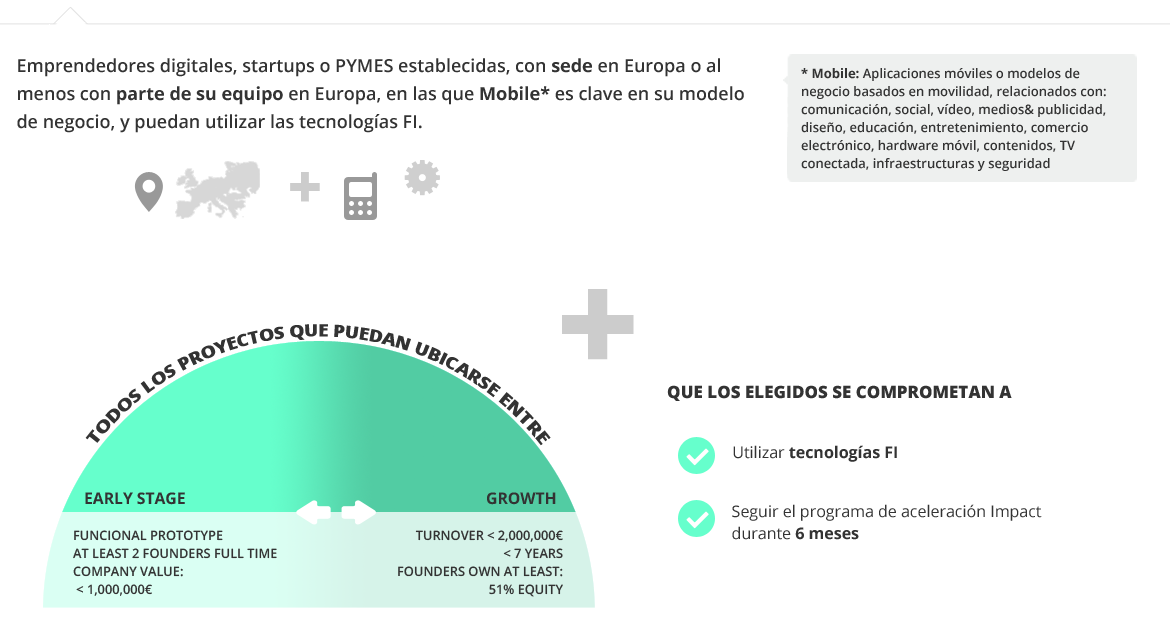 Emprendedores digitales, startups o PYMES establecidas, con sede en Europa o al
menos con parte de su equipo en Europa, en las que Mobile* es clave en su modelo
de negocio, y puedan utilizar las tecnologías FI.
* Mobile: Aplicaciones móviles o modelos de
negocio basados en movilidad, relacionados con:
comunicación, social, vídeo, medios& publicidad,
diseño, educación, entretenimiento, comercio
electrónico, hardware móvil, contenidos, TV
conectada, infraestructuras y seguridad
TODOS LOS PROYECTOS QUE PUEDAN UBICARSE ENTRE
EARLY STAGE
FUNCIONAL PROTOTYPE
AT LEAST 2 FOUNDERS FULL TIME
COMPANY VALUE:
< 1,000,000€
GROWTH
TURNOVER < 2,000,000€
< 7 YEARS
FOUNDERS OWN AT LEAST:
51% EQUITY
QUE LOS ELEGIDOS SE COMPROMETAN A
Utilizar tecnologías FI
Seguir el programa de aceleración Impact
durante 6 meses